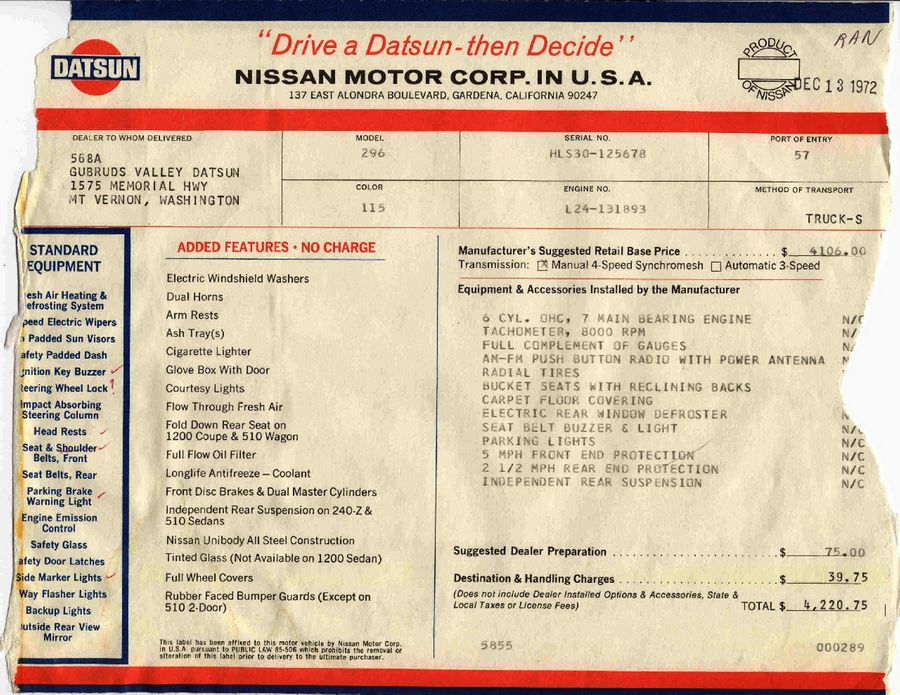 "Drive a Datsun - then Decide"
DATSUN
NISSAN MOTOR CORP. IN U.S.A.
137 EAST ALONDRA BOULEVARD, GARDENA, CALIFORNIA 90247
PRODUCT OF NISSAN
RAN
DEC 13 1972
DEALER TO WHOM DELIVERED
568A
GUBRUDS VALLEY DATSUN
1575 MEMORIAL HWY
MT VERNON, WASHINGTON
MODEL
296
SERIAL NO.
HLS30-125678
PORT OF ENTRY
57
COLOR
115
ENGINE NO.
L24-131893
METHOD OF TRANSPORT
TRUCK-S
STANDARD
EQUIPMENT
esh Air Heating &
efrosting System
peed Electric Wipers
Padded Sun Visors
afety Padded Dash
gnition Key Buzzer
teering Wheel Lock
Impact Absorbing
Steering Column
Head Rests
Seat & Shoulder
Belts, Front
Seat Belts, Rear
Parking Brake
Warning Light
Engine Emission
Control
Safety Glass
afety Door Latches
Side Marker Lights
Way Flasher Lights
Backup Lights
utside Rear View
Mirror
ADDED FEATURES • NO CHARGE
Electric Windshield Washers
Dual Horns
Arm Rests
Ash Tray(s)
Cigarette Lighter
Glove Box With Door
Courtesy Lights
Flow Through Fresh Air
Fold Down Rear Seat on
1200 Coupe & 510 Wagon
Full Flow Oil Filter
Longlife Antifreeze – Coolant
Front Disc Brakes & Dual Master Cylinders
Independent Rear Suspension on 240-Z &
510 Sedans
Nissan Unibody All Steel Construction
Tinted Glass (Not Available on 1200 Sedan)
Full Wheel Covers
Rubber Faced Bumper Guards (Except on
510 2-Door)
This label has been affixed to this motor vehicle by Nissan Motor Corp.
in U.S.A. pursuant to PUBLIC LAW 85-506 which prohibits the removal or
alteration of this label prior to delivery to the ultimate purchaser.
Manufacturer's Suggested Retail Base Price ............. $ 4106.00
Transmission: ☒ Manual 4-Speed Synchromesh ☐ Automatic 3-Speed
Equipment & Accessories Installed by the Manufacturer
6 CYL. OHC, 7 MAIN BEARING ENGINE N/C
TACHOMETER, 8000 RPM N/
FULL COMPLEMENT OF GAUGES N/
AM-FM PUSH BUTTON RADIO WITH POWER ANTENNA N
RADIAL TIRES
BUCKET SEATS WITH RECLINING BACKS
CARPET FLOOR COVERING
ELECTRIC REAR WINDOW DEFROSTER
SEAT BELT BUZZER & LIGHT N/C
PARKING LIGHTS N/C
5 MPH FRONT END PROTECTION N/C
2 1/2 MPH REAR END PROTECTION N/C
INDEPENDENT REAR SUSPENSION N/C
Suggested Dealer Preparation ........................ $ 75.00
Destination & Handling Charges ....................... $ 39.75
(Does not include Dealer Installed Options & Accessories, State &
Local Taxes or License Fees)
TOTAL $ 4,220.75
5855
000289